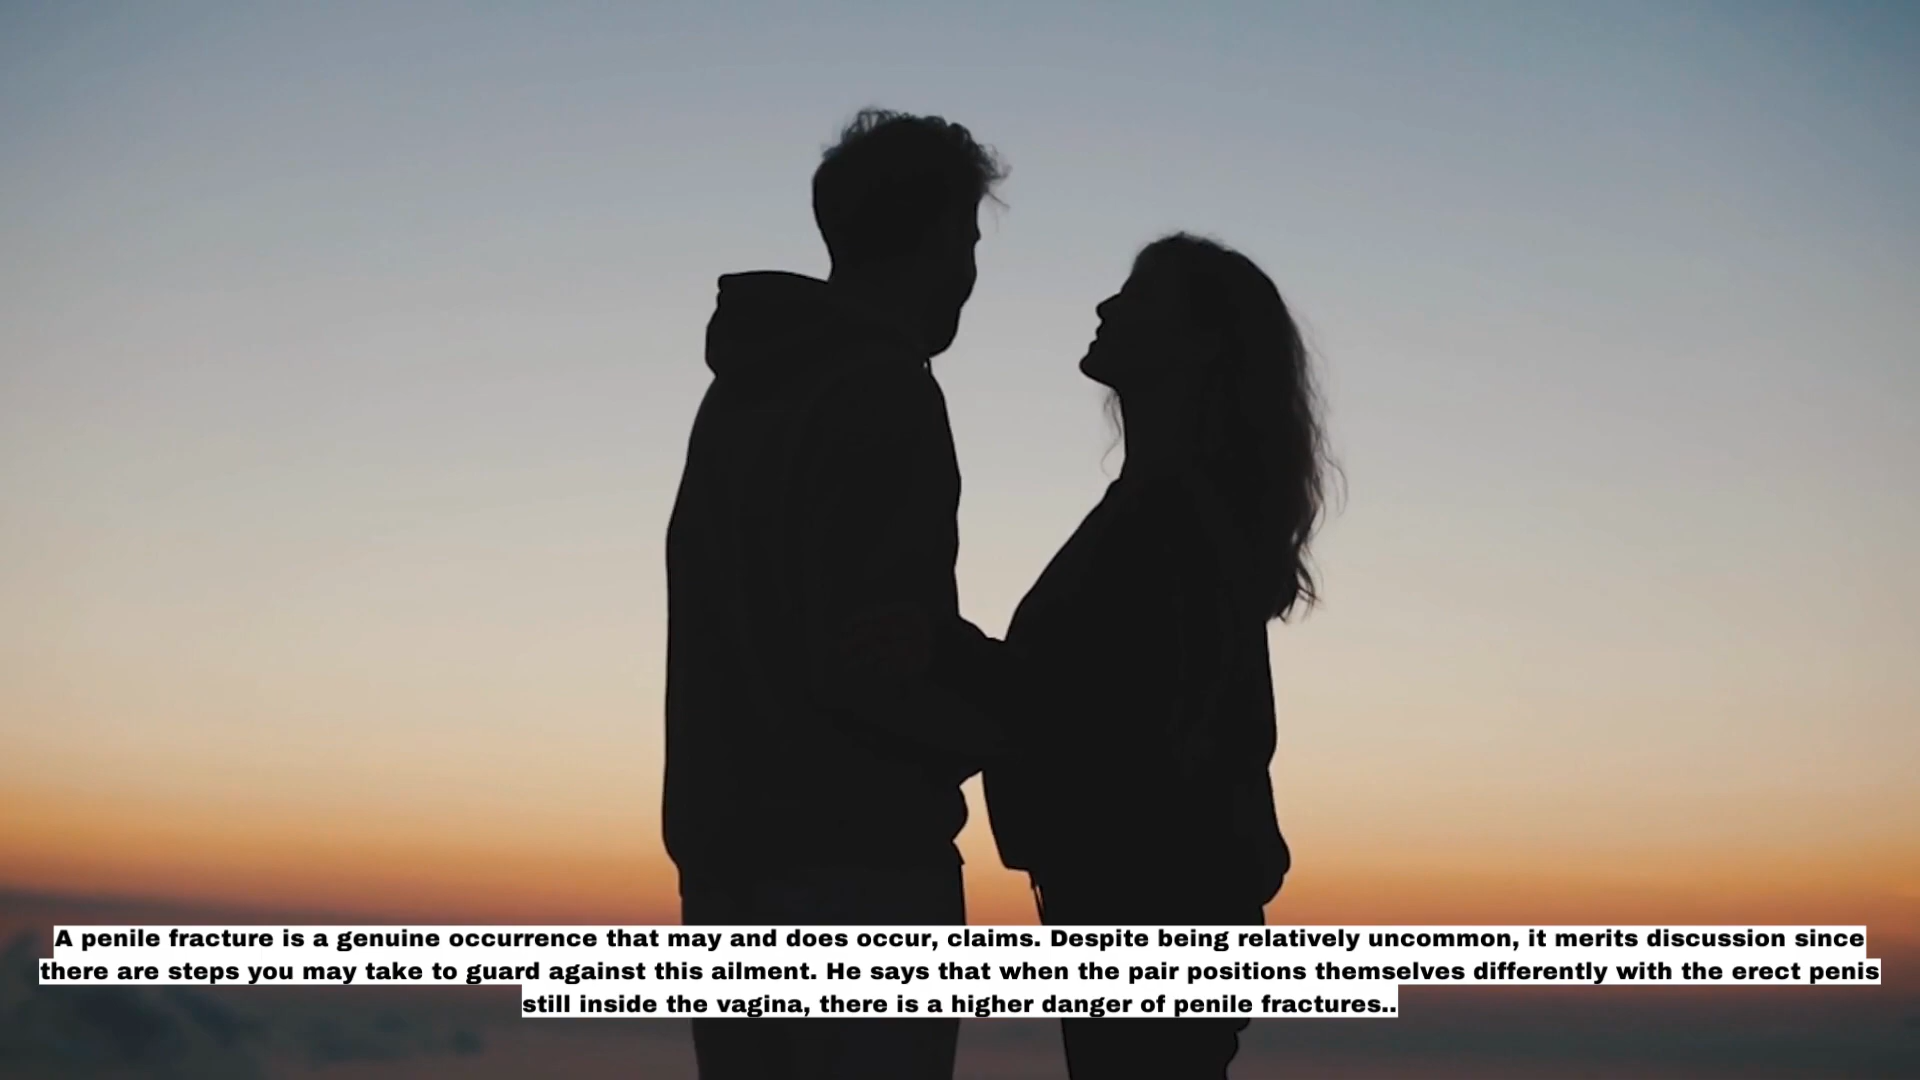 A penile fracture is a genuine occurrence that may and does occur, claims. Despite being relatively uncommon, it merits discussion since
there are steps you may take to guard against this ailment. He says that when the pair positions themselves differently with the erect penis
still inside the vagina, there is a higher danger of penile fractures..